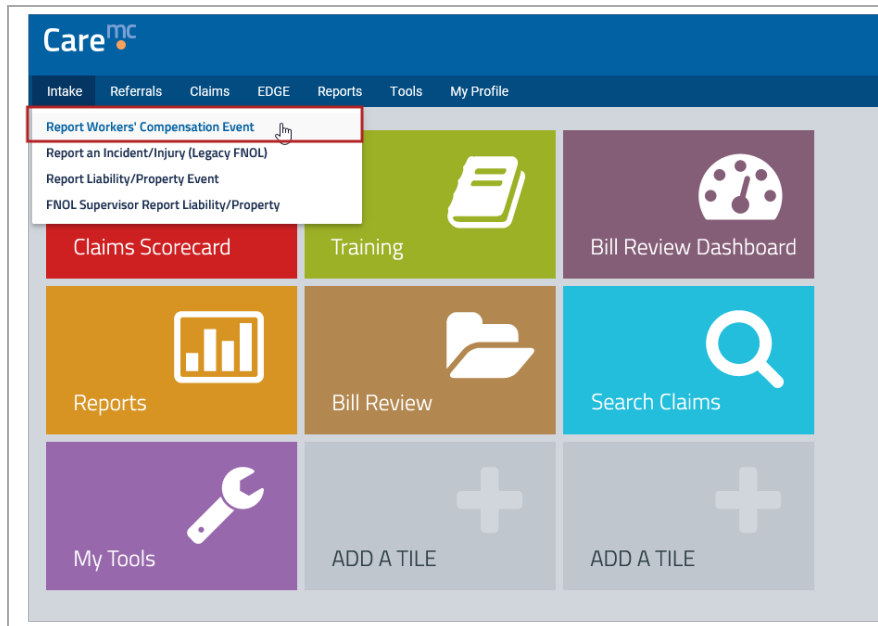 Care mc
Intake Referrals Claims EDGE Reports Tools My Profile
Report Workers' Compensation Event
Report an Incident/Injury (Legacy FNOL)
Report Liability/Property Event
FNOL Supervisor Report Liability/Property
Claims Scorecard Training Bill Review Dashboard
Reports Bill Review Search Claims
My Tools ADD A TILE ADD A TILE